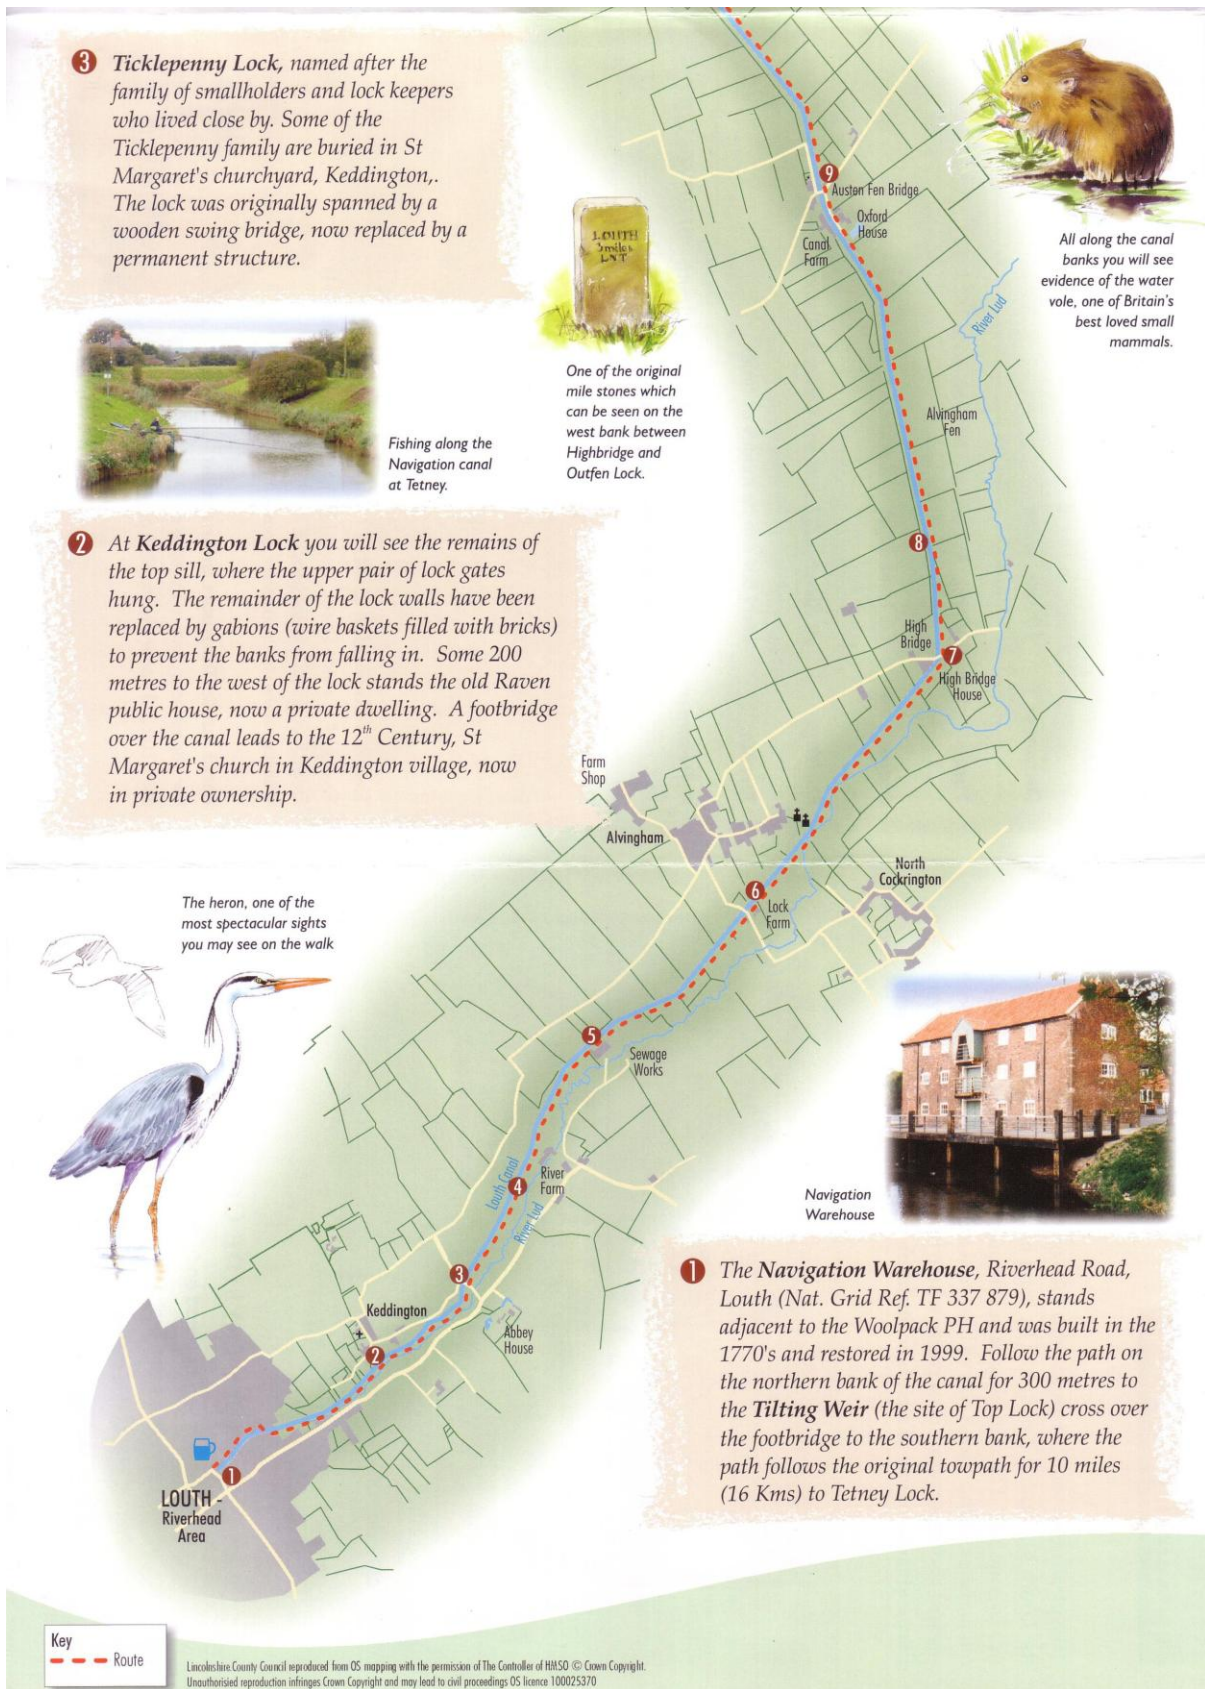 3 Ticklepenny Lock, named after the
family of smallholders and lock keepers
who lived close by. Some of the
Ticklepenny family are buried in St
Margaret's churchyard, Keddington,.
The lock was originally spanned by a
wooden swing bridge, now replaced by a
permanent structure.
LOUTH
3 miles
LNT
One of the original
mile stones which
can be seen on the
west bank between
Highbridge and
Outfen Lock.
All along the canal
banks you will see
evidence of the water
vole, one of Britain's
best loved small
mammals.
Fishing along the
Navigation canal
at Tetney.
2 At Keddington Lock you will see the remains of
the top sill, where the upper pair of lock gates
hung. The remainder of the lock walls have been
replaced by gabions (wire baskets filled with bricks)
to prevent the banks from falling in. Some 200
metres to the west of the lock stands the old Raven
public house, now a private dwelling. A footbridge
over the canal leads to the 12th Century, St
Margaret's church in Keddington village, now
in private ownership.
The heron, one of the
most spectacular sights
you may see on the walk
9
Austen Fen Bridge
Oxford
House
Canal
Farm
River Lud
Alvingham
Fen
8
High
Bridge
7
High Bridge
House
Farm
Shop
Alvingham
North
Cockrington
6
Lock
Farm
5
Sewage
Works
Louth Canal
4
River
Farm
River Lud
3
Keddington
Abbey
House
2
1
LOUTH -
Riverhead
Area
Navigation
Warehouse
1 The Navigation Warehouse, Riverhead Road,
Louth (Nat. Grid Ref. TF 337 879), stands
adjacent to the Woolpack PH and was built in the
1770's and restored in 1999. Follow the path on
the northern bank of the canal for 300 metres to
the Tilting Weir (the site of Top Lock) cross over
the footbridge to the southern bank, where the
path follows the original towpath for 10 miles
(16 Kms) to Tetney Lock.
Key
Route
Lincolnshire County Council reproduced from OS mapping with the permission of The Controller of HMSO © Crown Copyright.
Unauthorisied reproduction infringes Crown Copyright and may lead to civil proceedings OS licence 100025370